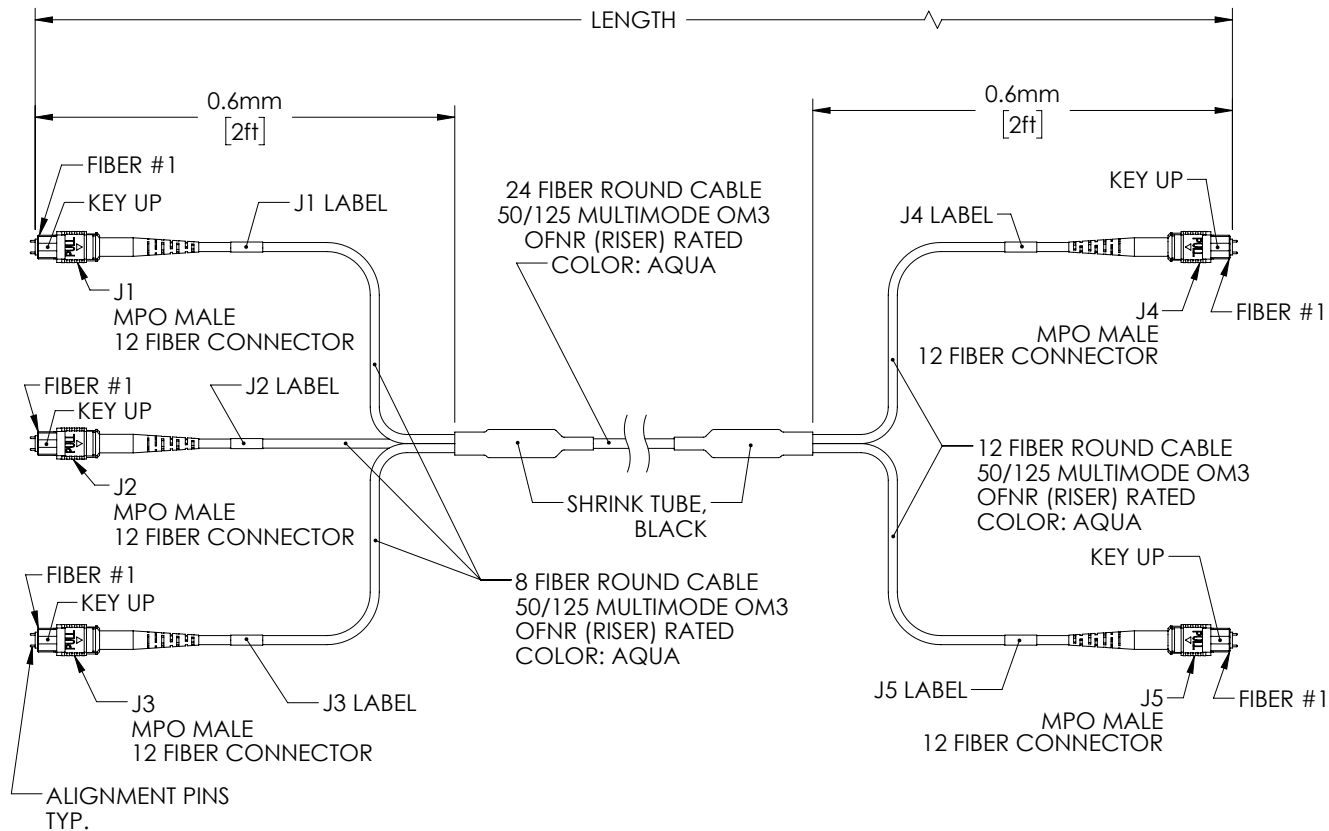 LENGTH
0.6mm
[2ft]
0.6mm
[2ft]
FIBER #1
KEY UP
J1 LABEL
24 FIBER ROUND CABLE
50/125 MULTIMODE OM3
OFNR (RISER) RATED
COLOR: AQUA
J4 LABEL
KEY UP
PULL
PULL
J1
MPO MALE
12 FIBER CONNECTOR
J4
MPO MALE
12 FIBER CONNECTOR
FIBER #1
FIBER #1
KEY UP
J2 LABEL
PULL
J2
MPO MALE
12 FIBER CONNECTOR
SHRINK TUBE,
BLACK
12 FIBER ROUND CABLE
50/125 MULTIMODE OM3
OFNR (RISER) RATED
COLOR: AQUA
FIBER #1
KEY UP
8 FIBER ROUND CABLE
50/125 MULTIMODE OM3
OFNR (RISER) RATED
COLOR: AQUA
KEY UP
PULL
PULL
J3
MPO MALE
12 FIBER CONNECTOR
J3 LABEL
J5 LABEL
J5
MPO MALE
12 FIBER CONNECTOR
FIBER #1
ALIGNMENT PINS
TYP.